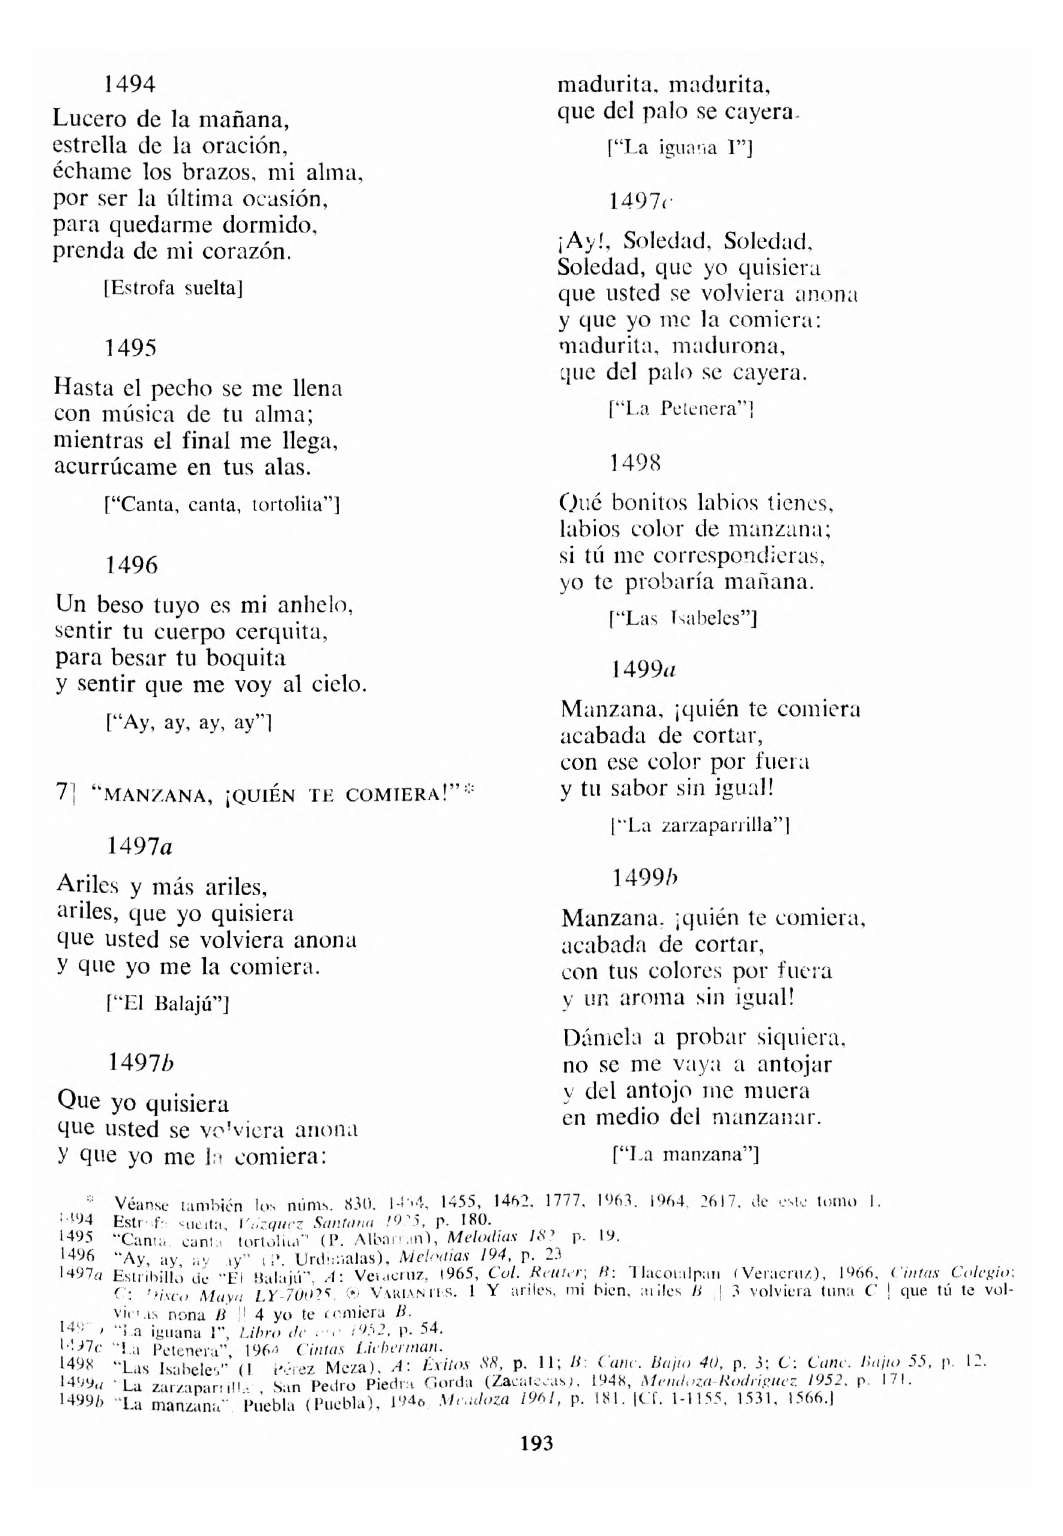 1494
Lucero de la mañana,
estrella de la oración,
échame los brazos, mi alma,
por ser la última ocasión,
para quedarme dormido,
prenda de mi corazón.
[Estrofa suelta]
1495
Hasta el pecho se me llena
con música de tu alma;
mientras el final me llega,
acurrúcame en tus alas.
[“Canta, canta, tortolita”]
1496
Un beso tuyo es mi anhelo,
sentir tu cuerpo cerquita,
para besar tu boquita
y sentir que me voy al cielo.
[“Ay, ay, ay, ay”]
7] “MANZANA, ¡QUIÉN TE COMIERA!”*
1497a
Ariles y más ariles,
ariles, que yo quisiera
que usted se volviera anona
y que yo me la comiera.
[“El Balajú”]
1497b
Que yo quisiera
que usted se volviera anona
y que yo me la comiera:
madurita, madurita,
que del palo se cayera.
[“La iguana I”]
1497c
¡Ay!, Soledad, Soledad,
Soledad, que yo quisiera
que usted se volviera anona
y que yo me la comiera:
madurita, madurona,
que del palo se cayera.
[“La Petenera”]
1498
Qué bonitos labios tienes,
labios color de manzana;
si tú me correspondieras,
yo te probaría mañana.
[“Las Isabeles”]
1499a
Manzana, ¡quién te comiera
acabada de cortar,
con ese color por fuera
y tu sabor sin igual!
[“La zarzaparrilla”]
1499b
Manzana. ¡quién te comiera,
acabada de cortar,
con tus colores por fuera
y un aroma sin igual!
Dámela a probar siquiera,
no se me vaya a antojar
y del antojo me muera
en medio del manzanar.
[“La manzana”]
* Véanse también los núms. 830, 1455, 1462, 1777, 1963, 1964, 2617, de este tomo 1.
1494 Estrofa suelta, Vázquez Santana p. 180.
1495 “Canta, canta, tortolita” (P. ), Melodías p. 19.
1496 “Ay, ay, ay, ay” (P. Urdimalas), Melodías 194, p. 23
1497a Estribillo de “El Balajú”, A: Veracruz, 1965, Col. Reuter; B: Tlacotalpan (Veracruz), 1966, Cintas Colegio;
C: Disco Maya LY-70025. VARIANTES. 1 Y ariles, mi bien, ariles B | 3 volviera tuna C | que tú te vol-
vieras nona B || 4 yo te comiera B.
1497b “La iguana I”, Libro de 1952, p. 54.
1497c “La Petenera”, 1964 Cintas Lieberman.
1498 “Las Isabeles” ( Pérez Meza), A: Éxitos 88, p. 11; B: Canc. Bajío 40, p. 3; C: Canc. Bajío 55, p. 12.
1499a “La zarzaparrilla”, San Pedro Piedra Gorda (Zacatecas), 1948, Mendoza-Rodríguez 1952, p. 171.
1499b “La manzana” Puebla (Puebla), Mendoza 1961, p. 181. [Cf. 1-1155, 1531, 1566.]
193